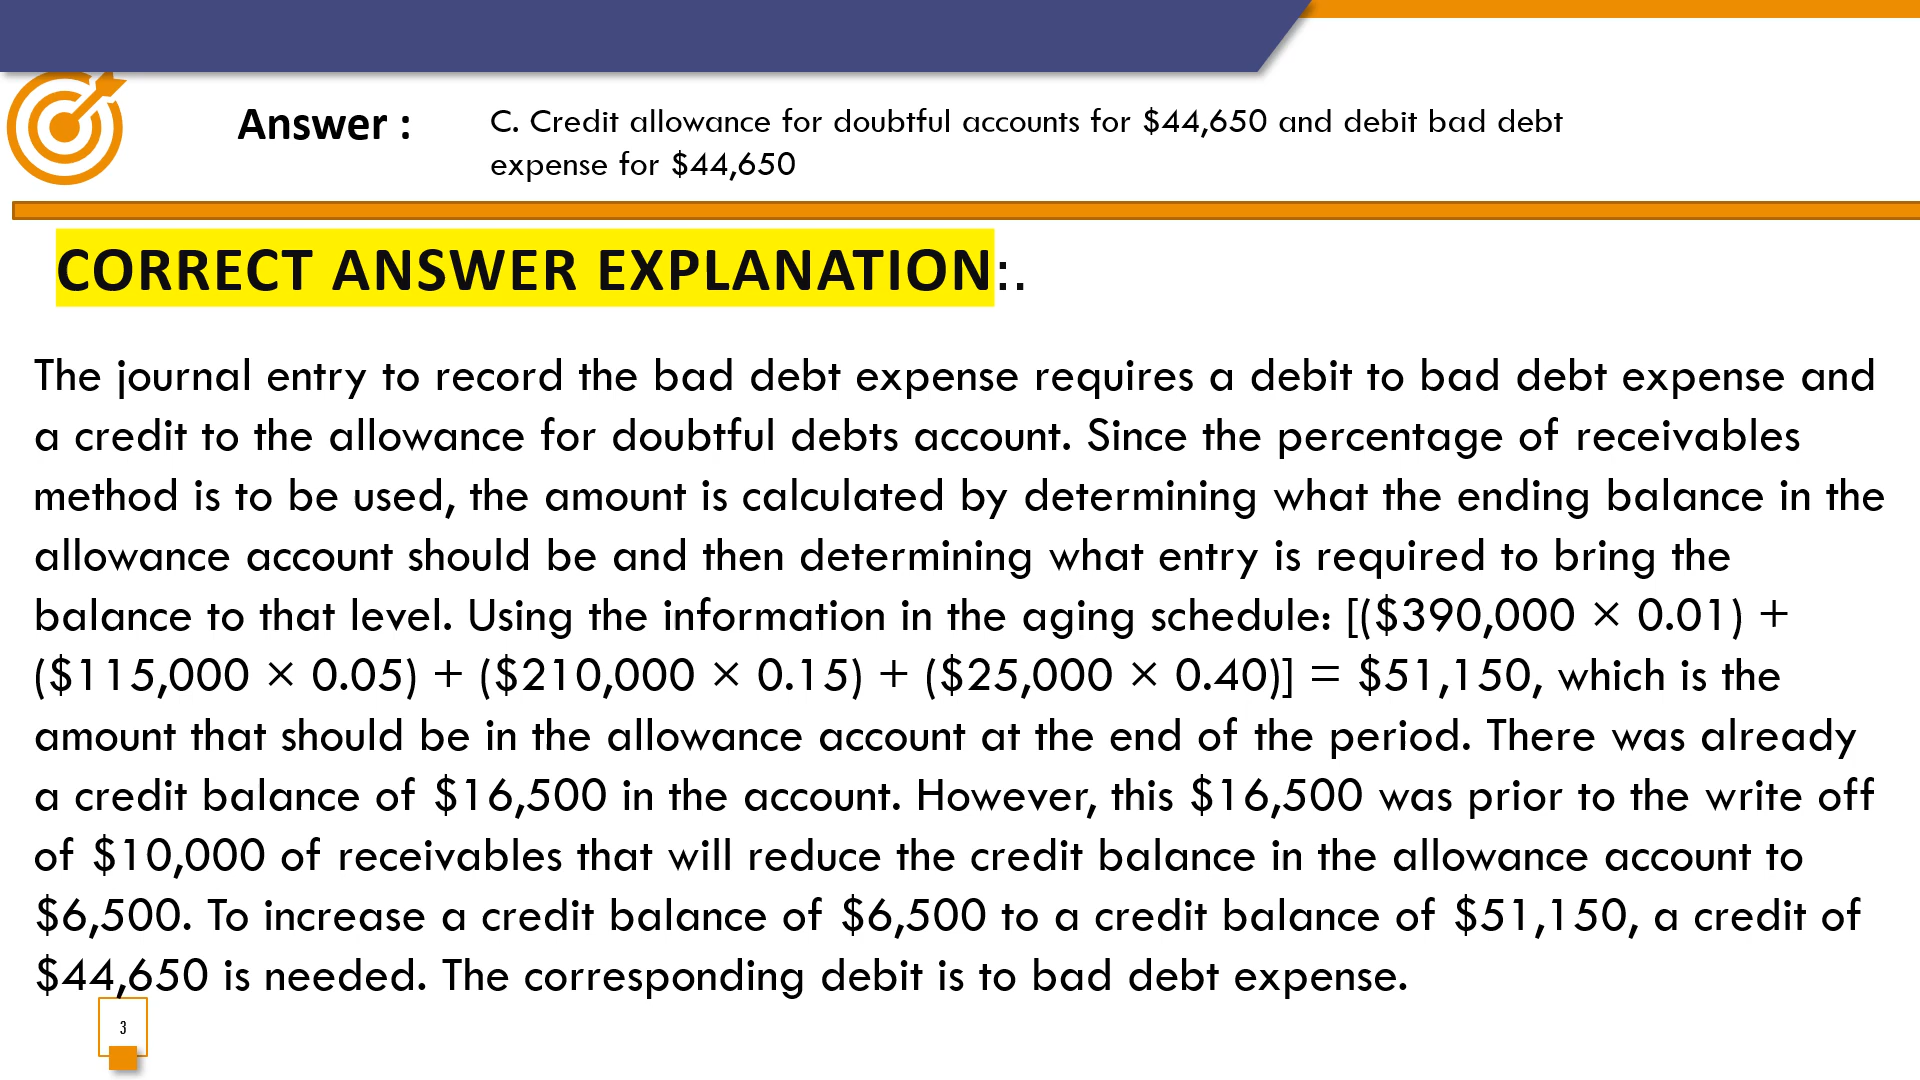 Answer :
C. Credit allowance for doubtful accounts for $44,650 and debit bad debt
expense for $44,650
CORRECT ANSWER EXPLANATION:.
The journal entry to record the bad debt expense requires a debit to bad debt expense and
a credit to the allowance for doubtful debts account. Since the percentage of receivables
method is to be used, the amount is calculated by determining what the ending balance in the
allowance account should be and then determining what entry is required to bring the
balance to that level. Using the information in the aging schedule: [($390,000 × 0.01) +
($115,000 × 0.05) + ($210,000 × 0.15) + ($25,000 × 0.40)] = $51,150, which is the
amount that should be in the allowance account at the end of the period. There was already
a credit balance of $16,500 in the account. However, this $16,500 was prior to the write off
of $10,000 of receivables that will reduce the credit balance in the allowance account to
$6,500. To increase a credit balance of $6,500 to a credit balance of $51,150, a credit of
$44,650 is needed. The corresponding debit is to bad debt expense.
3